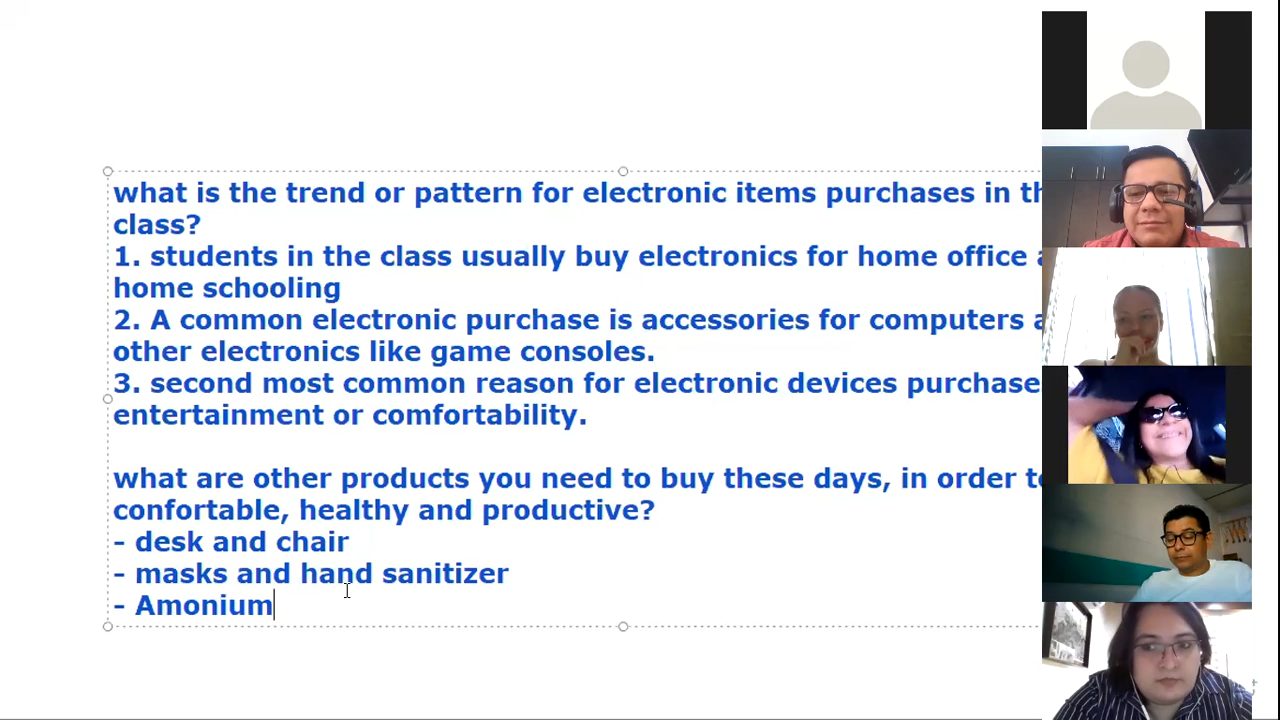 what is the trend or pattern for electronic items purchases in
class?
1. students in the class usually buy electronics for home office
home schooling
2. A common electronic purchase is accessories for computers
other electronics like game consoles.
3. second most common reason for electronic devices purchase
entertainment or comfortability.
what are other products you need to buy these days, in order
confortable, healthy and productive?
- desk and chair
- masks and hand sanitizer
- Amonium